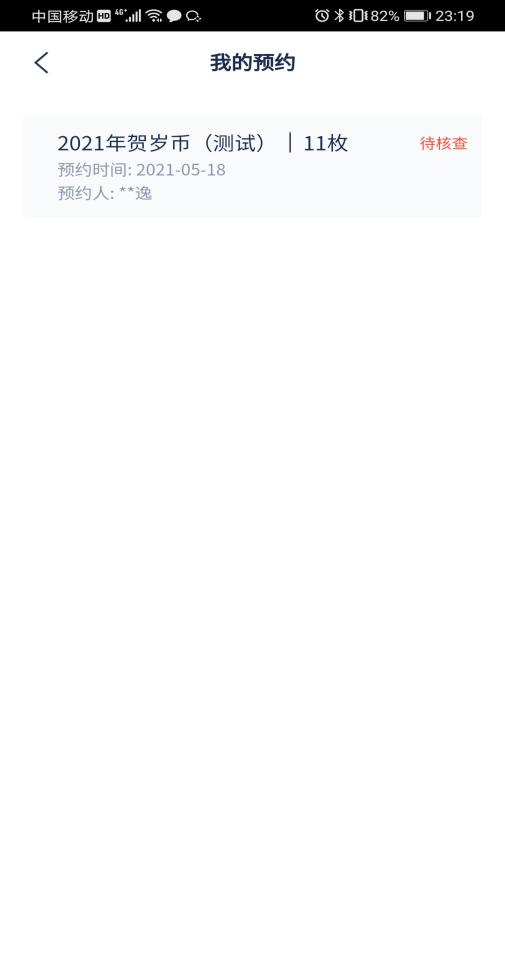 中国移动 HD 4G+ 82% 23:19
我的预约
2021年贺岁币（测试） | 11枚 待核查
预约时间: 2021-05-18
预约人: **逸